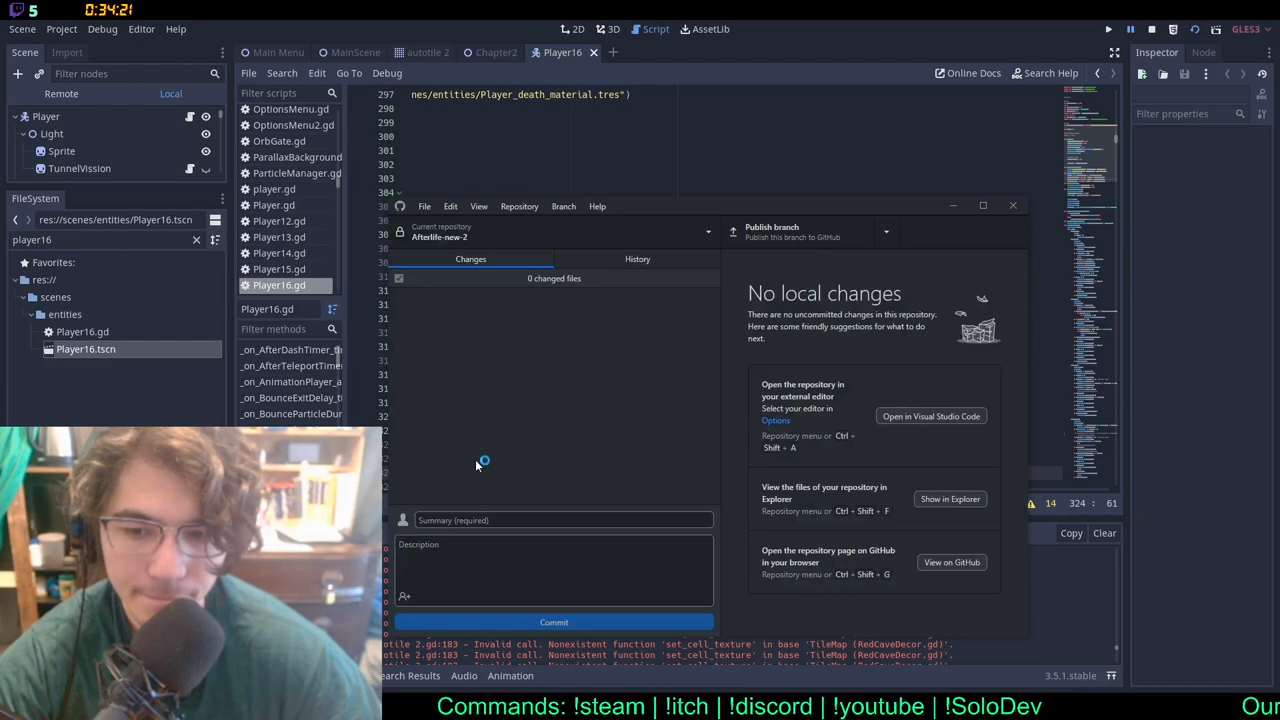 5
0:34:21
Scene Project Debug Editor Help
2D 3D Script AssetLib
GLES3
Scene Import
Main Menu MainScene autotile 2 Chapter2 Player16
Inspector Node
Filter nodes
File Search Edit Go To Debug
Online Docs Search Help
Remote Local
Filter scripts
297 nes/entities/Player_death_material.tres")
298
299
300
301
302
303
304
Player
Light
Sprite
TunnelVission
OptionsMenu.gd
OptionsMenu2.gd
OrbGate.gd
player.gd
Player12.gd
Player13.gd
Player14.gd
Player15.gd
Player16.gd
Player16.gd
Filter methods
_on_AfterDashTimer_ti
_on_AfterTeleportTimer
_on_AnimationPlayer_a
_on_BounceBatDelay_t
_on_BounceParticleDur
Filter properties
FileSystem
res://scenes/entities/Player16.tscn
player16
Favorites:
res://
scenes
entities
Player16.gd
Player16.tscn
File Edit View Repository Branch Help
Current repository
Afterlife-new-2
Publish branch
Publish this branch to GitHub
Changes History
0 changed files
No local changes
There are no uncommitted changes in this repository.
Here are some friendly suggestions for what to do
next.
Open the repository in
your external editor
Select your editor in
Options
Repository menu or Ctrl +
Shift + A
Open in Visual Studio Code
View the files of your repository in
Explorer
Repository menu or Ctrl + Shift + F
Show in Explorer
Open the repository page on GitHub
in your browser
Repository menu or Ctrl + Shift + G
View on GitHub
Summary (required)
Description
Commit
14 324 : 61
Copy Clear
otile 2.gd:183 - Invalid call. Nonexistent function 'set_cell_texture' in base 'TileMap (RedCaveDecor.gd)'.
otile 2.gd:183 - Invalid call. Nonexistent function 'set_cell_texture' in base 'TileMap (RedCaveDecor.gd)'.
earch Results Audio Animation
3.5.1.stable
Commands: !steam | !itch | !discord | !youtube | !SoloDev
Our